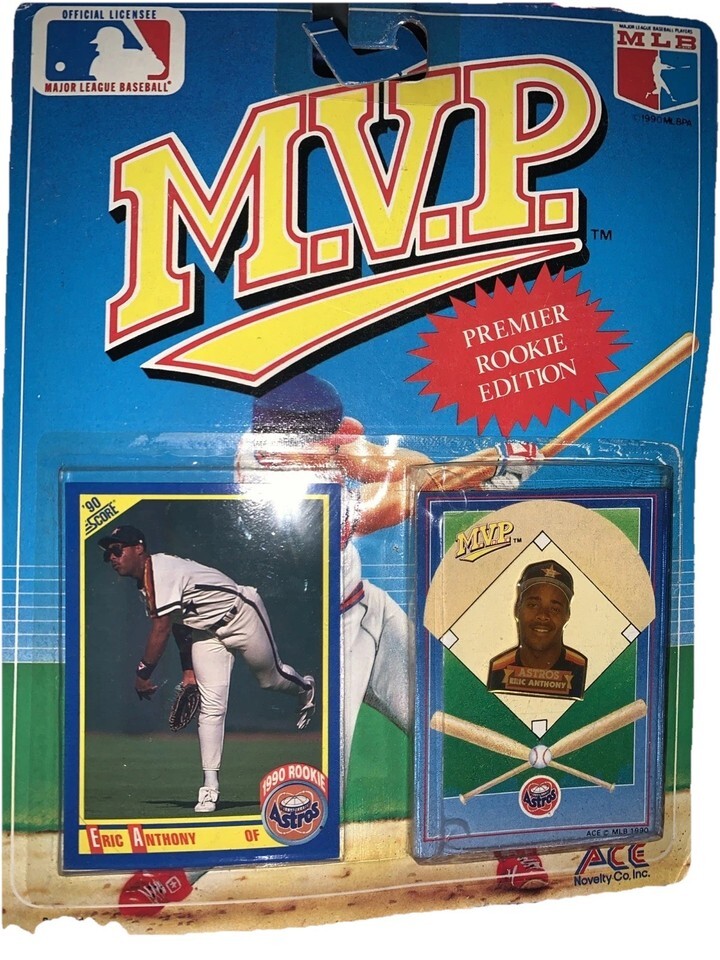 OFFICIAL LICENSEE
MAJOR LEAGUE BASEBALL®
MAJOR LEAGUE BASEBALL PLAYERS
MLB
©1990 MLBPA
M.V.P.
TM
PREMIER
ROOKIE
EDITION
'90
SCORE®
1990 ROOKIE
Astros
ERIC ANTHONY OF
M.V.P.
TM
ASTROS
ERIC ANTHONY
Astros
ACE © MLB 1990
ACE
Novelty Co., Inc.